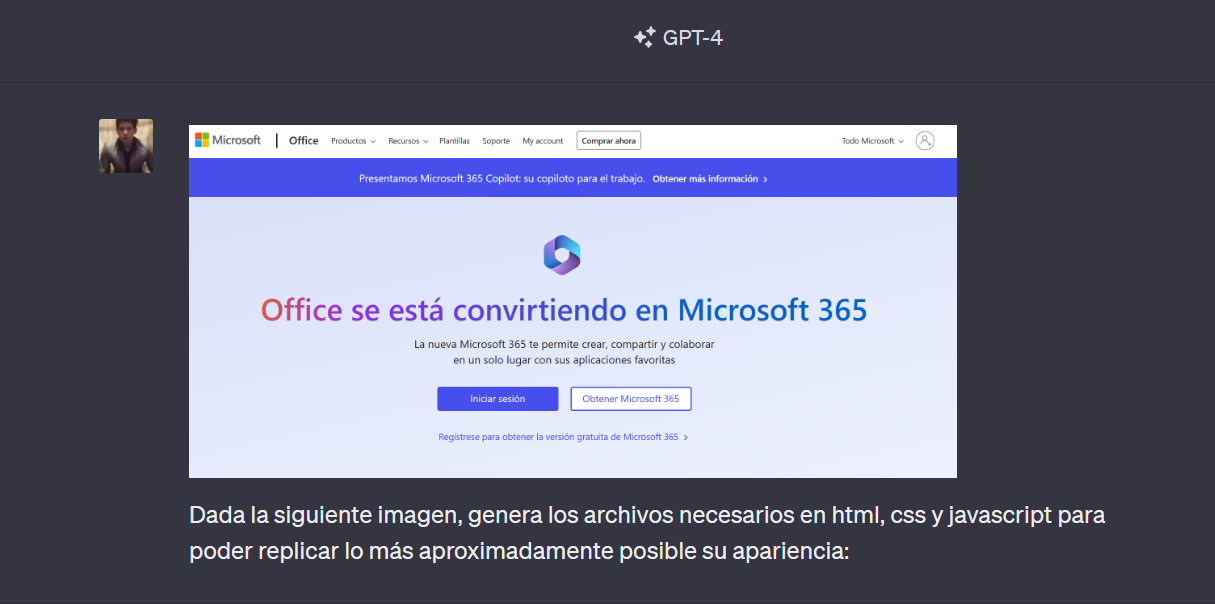 GPT-4
Microsoft Office Productos Recursos Plantillas Soporte My account Comprar ahora Todo Microsoft
Presentamos Microsoft 365 Copilot: su copiloto para el trabajo. Obtener más información
Office se está convirtiendo en Microsoft 365
La nueva Microsoft 365 te permite crear, compartir y colaborar
en un solo lugar con sus aplicaciones favoritas
Iniciar sesión Obtener Microsoft 365
Regístrese para obtener la versión gratuita de Microsoft 365
Dada la siguiente imagen, genera los archivos necesarios en html, css y javascript para
poder replicar lo más aproximadamente posible su apariencia: